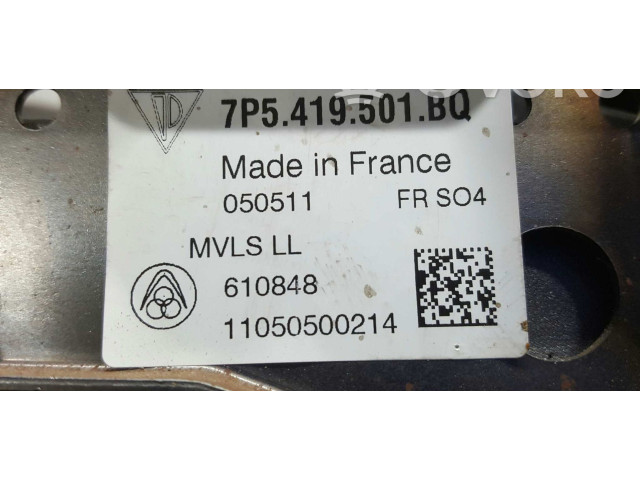 7P5.419.501.BQ
Made in France
050511 FR SO4
MVLS LL
610848
11050500214